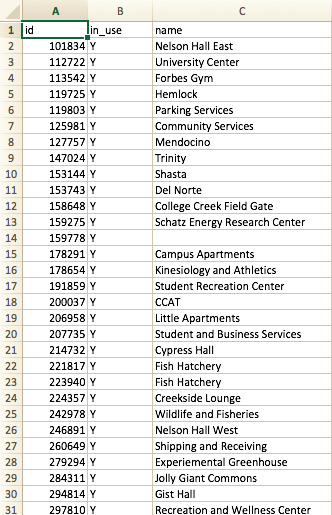 A B C
1 id in_use name
2 101834 Y Nelson Hall East
3 112722 Y University Center
4 113542 Y Forbes Gym
5 119725 Y Hemlock
6 119803 Y Parking Services
7 125981 Y Community Services
8 127757 Y Mendocino
9 147024 Y Trinity
10 153144 Y Shasta
11 153743 Y Del Norte
12 158648 Y College Creek Field Gate
13 159275 Y Schatz Energy Research Center
14 159778 Y
15 178291 Y Campus Apartments
16 178654 Y Kinesiology and Athletics
17 191859 Y Student Recreation Center
18 200037 Y CCAT
19 206958 Y Little Apartments
20 207735 Y Student and Business Services
21 214732 Y Cypress Hall
22 221817 Y Fish Hatchery
23 223940 Y Fish Hatchery
24 224357 Y Creekside Lounge
25 242978 Y Wildlife and Fisheries
26 246891 Y Nelson Hall West
27 260649 Y Shipping and Receiving
28 279294 Y Experiemental Greenhouse
29 284311 Y Jolly Giant Commons
30 294814 Y Gist Hall
31 297810 Y Recreation and Wellness Center